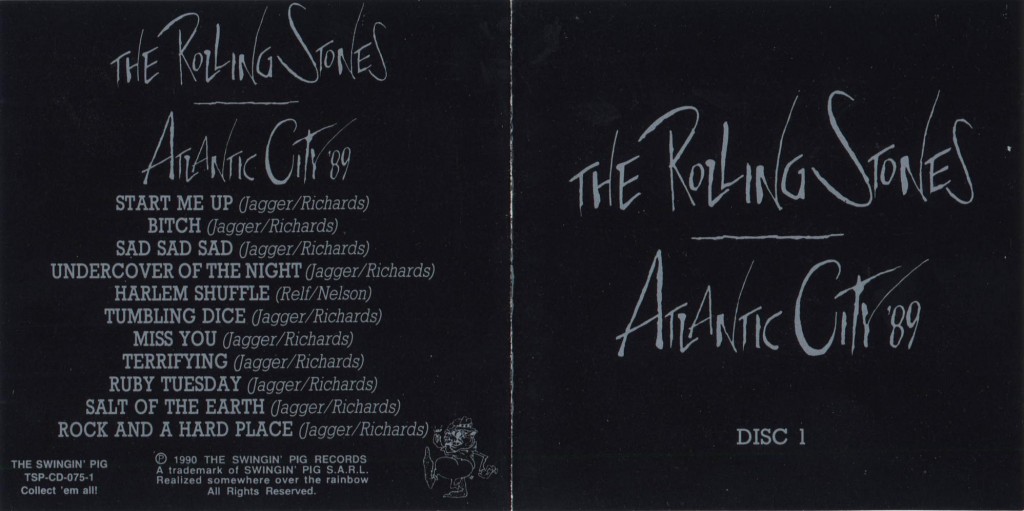 THE ROLLING STONES
ATLANTIC CITY '89
START ME UP (Jagger/Richards)
BITCH (Jagger/Richards)
SAD SAD SAD (Jagger/Richards)
UNDERCOVER OF THE NIGHT (Jagger/Richards)
HARLEM SHUFFLE (Relf/Nelson)
TUMBLING DICE (Jagger/Richards)
MISS YOU (Jagger/Richards)
TERRIFYING (Jagger/Richards)
RUBY TUESDAY (Jagger/Richards)
SALT OF THE EARTH (Jagger/Richards)
ROCK AND A HARD PLACE (Jagger/Richards)
THE SWINGIN' PIG
TSP-CD-075-1
Collect 'em all!
℗ 1990 THE SWINGIN' PIG RECORDS
A trademark of SWINGIN' PIG S.A.R.L.
Realized somewhere over the rainbow
All Rights Reserved.
THE ROLLING STONES
ATLANTIC CITY '89
DISC 1